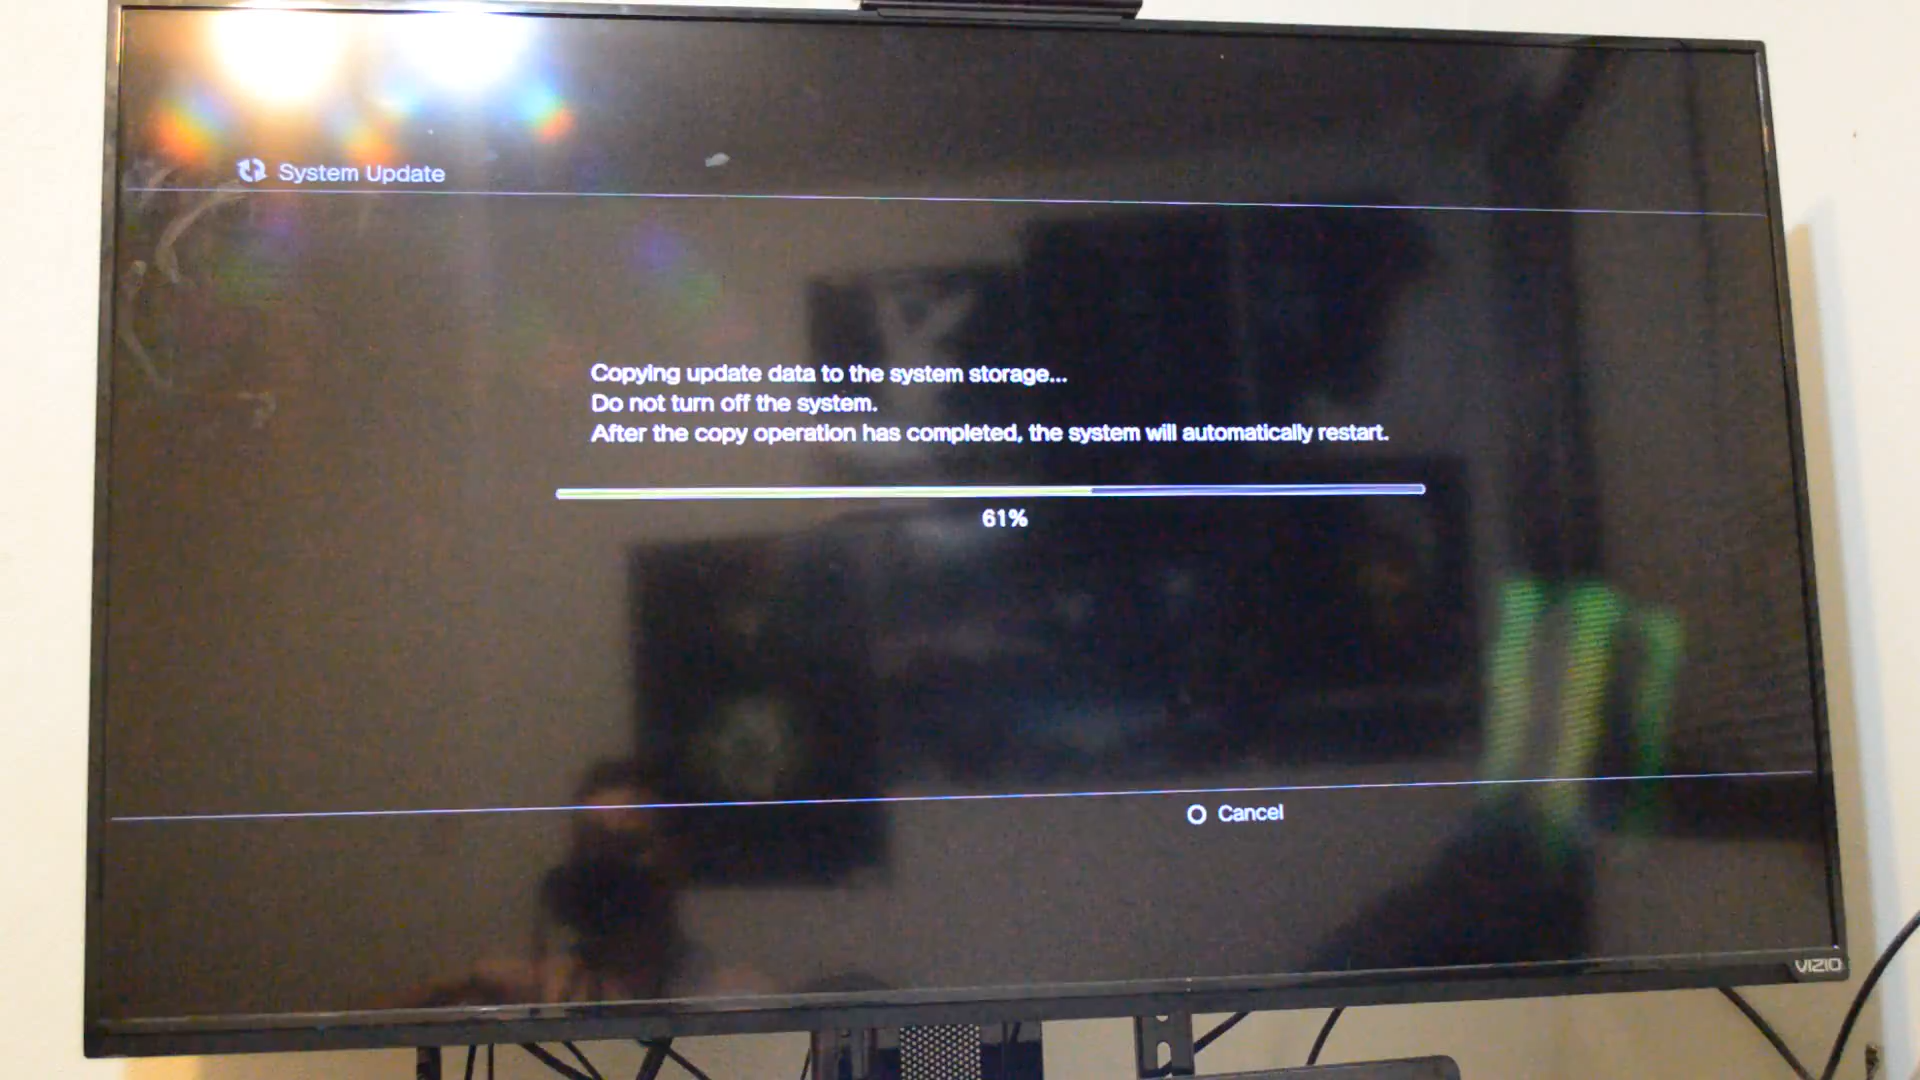 System Update
Copying update data to the system storage...
Do not turn off the system.
After the copy operation has completed, the system will automatically restart.
61%
Cancel
VIZIO